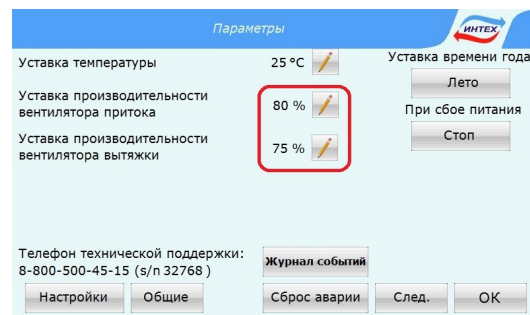 Параметры
ИНТЕХ
Уставка температуры
25 °C
Уставка времени года
Лето
Уставка производительности
вентилятора притока
80 %
При сбое питания
Стоп
Уставка производительности
вентилятора вытяжки
75 %
Телефон технической поддержки:
8-800-500-45-15 (s/n 32768 )
Журнал событий
Настройки
Общие
Сброс аварии
След.
ОК